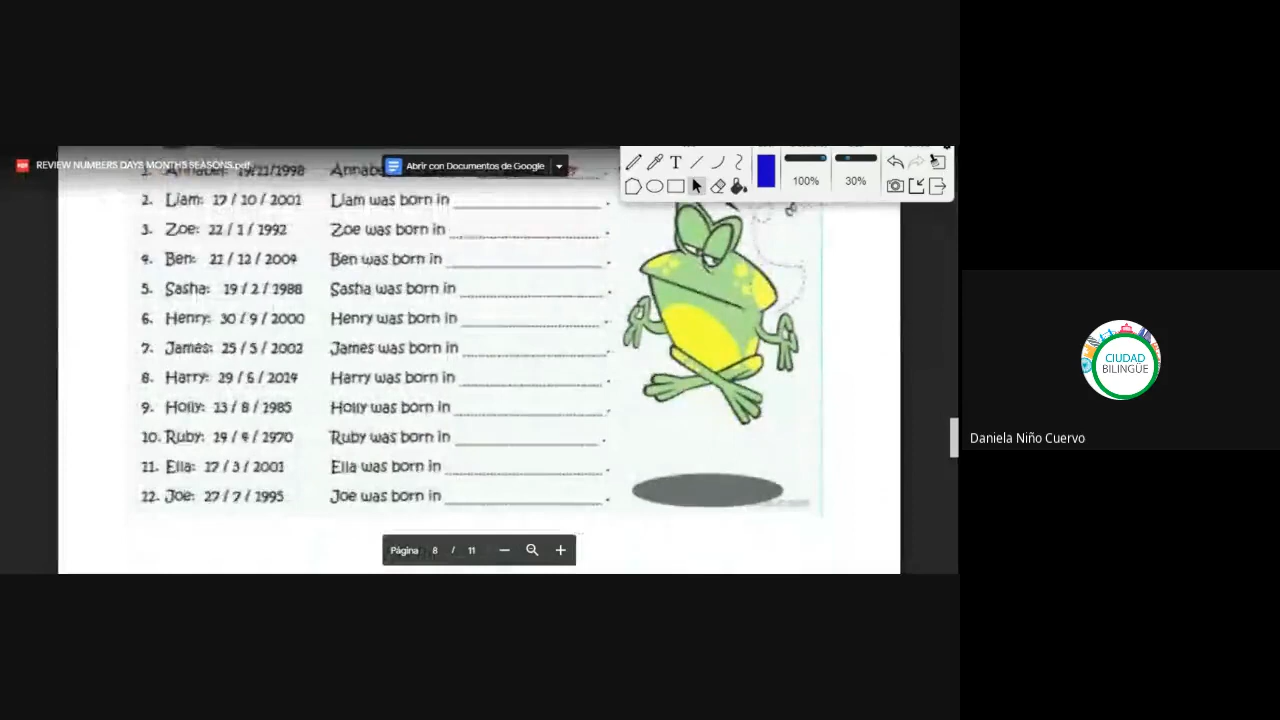 REVIEW NUMBERS DAYS MONTHS SEASONS.pdf
Abrir con Documentos de Google
100%
30%
1. Annabel: 19/11/1998
2. Liam: 17 / 10 / 2001 Liam was born in .
3. Zoe: 22 / 1 / 1992 Zoe was born in .
4. Ben: 21 / 12 / 2004 Ben was born in .
5. Sasha: 19 / 2 / 1988 Sasha was born in .
6. Henry: 30 / 9 / 2000 Henry was born in .
7. James: 25 / 5 / 2002 James was born in .
8. Harry: 29 / 6 / 2014 Harry was born in .
9. Holly: 13 / 8 / 1985 Holly was born in .
10. Ruby: 14 / 4 / 1970 Ruby was born in .
11. Ella: 17 / 3 / 2001 Ella was born in .
12. Joe: 27 / 7 / 1995 Joe was born in .
Página 8 / 11
CIUDAD
BILINGÜE
Daniela Niño Cuervo